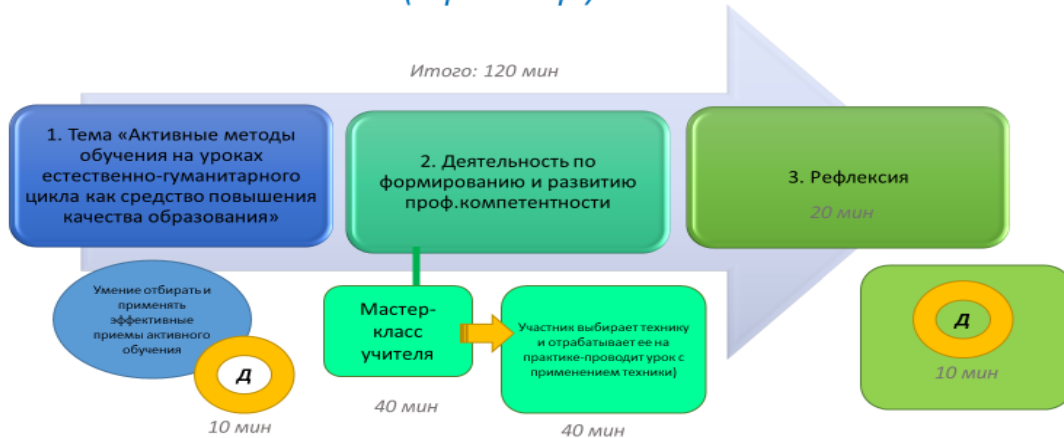 Итого: 120 мин
1. Тема «Активные методы
обучения на уроках
естественно-гуманитарного
цикла как средство повышения
качества образования»
2. Деятельность по
формированию и развитию
проф.компетентности
3. Рефлексия
20 мин
Умение отбирать и
применять
эффективные
приемы активного
обучения
Д
10 мин
Мастер-
класс
учителя
40 мин
Участник выбирает технику
и отрабатывает ее на
практике-проводит урок с
применением техники)
40 мин
Д
10 мин